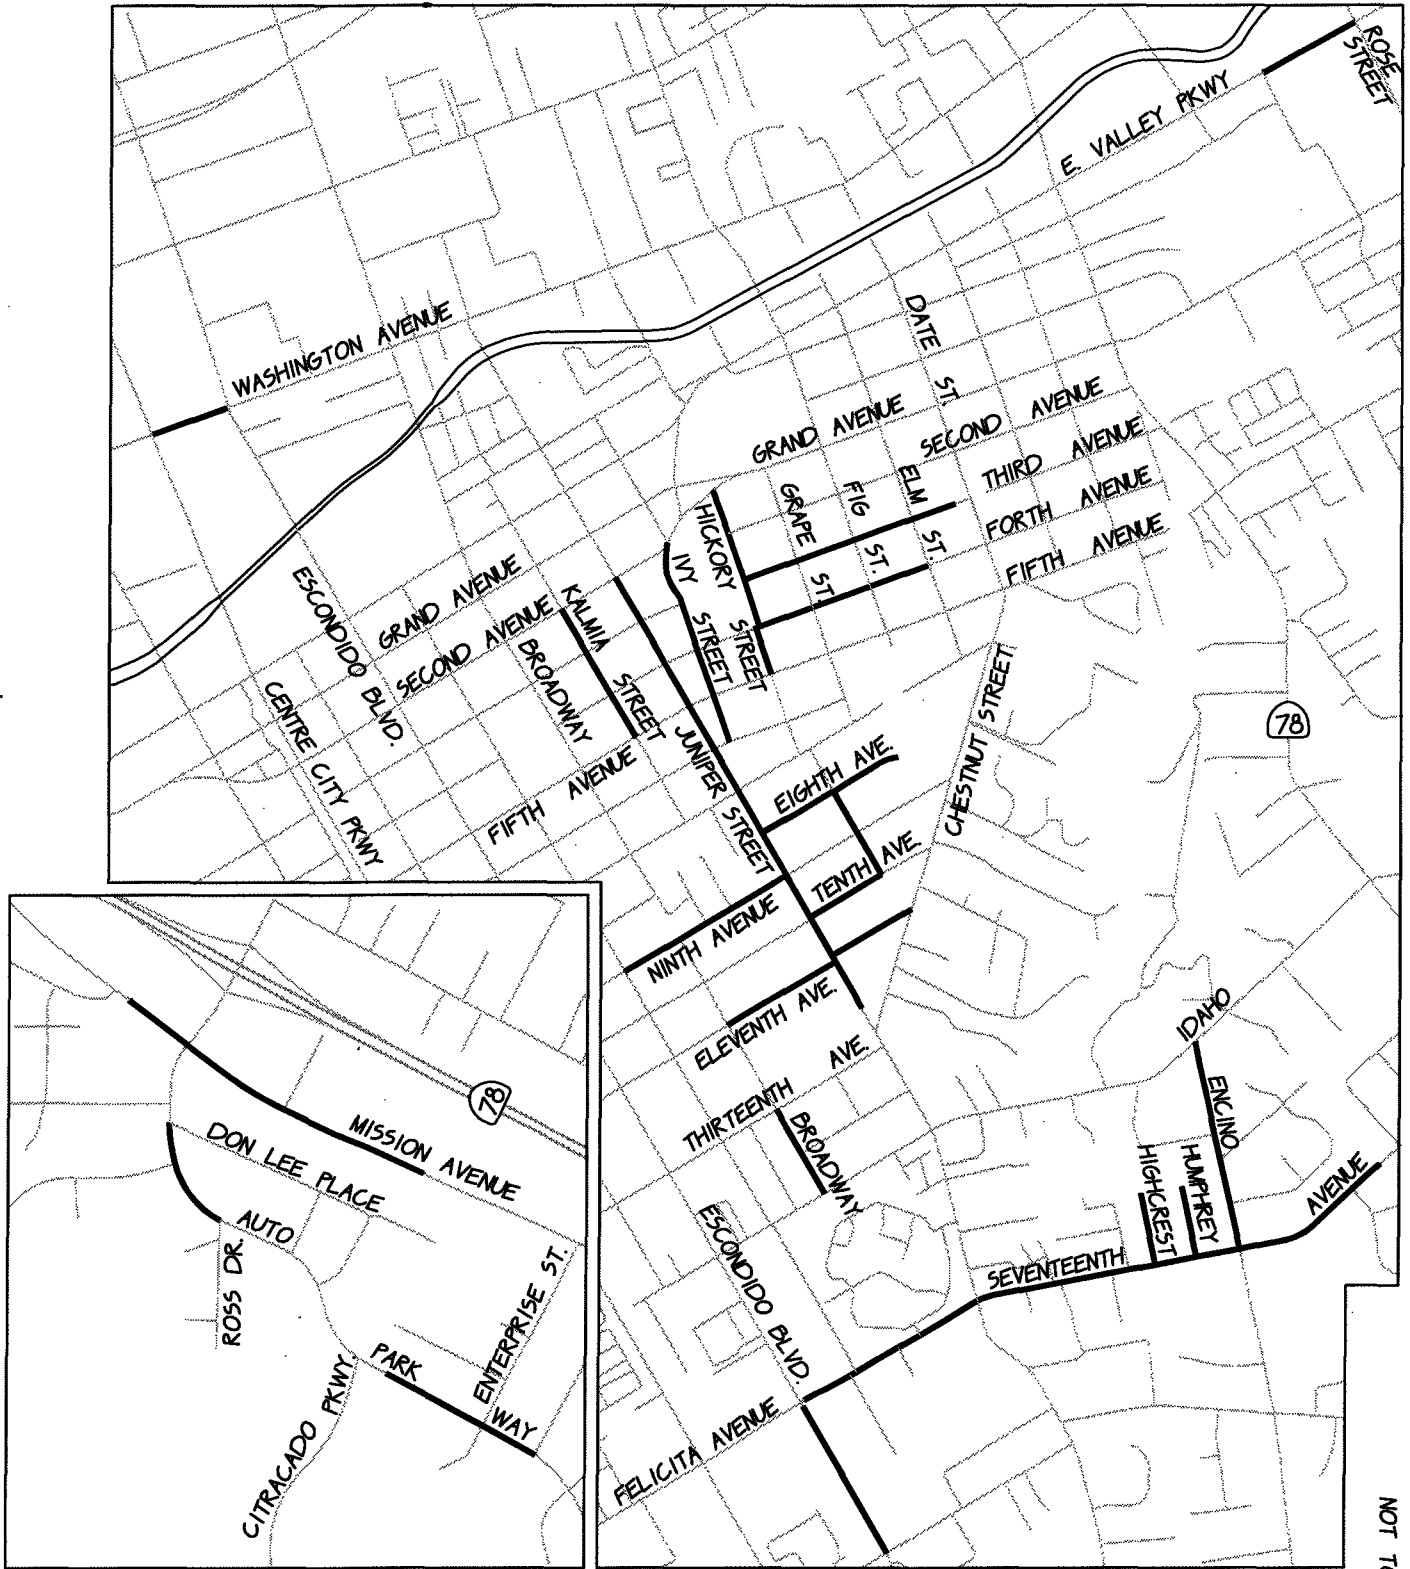 ROSE
STREET
E. VALLEY PKWY
WASHINGTON AVENUE
DATE ST.
GRAND AVENUE
SECOND AVENUE
THIRD AVENUE
FORTH AVENUE
FIFTH AVENUE
ELM ST.
FIG ST.
GRAPE ST.
HICKORY STREET
IVY STREET
ESCONDIDO BLVD.
GRAND AVENUE
SECOND AVENUE
KALMIA STREET
BROADWAY
CENTRE CITY PKWY
FIFTH AVENUE
JUNIPER STREET
CHESTNUT STREET
78
EIGHTH AVE.
TENTH AVE.
NINTH AVENUE
ELEVENTH AVE.
THIRTEENTH AVE.
BROADWAY
IDAHO
ENCINO
HUMPHREY
HIGHCREST
SEVENTEENTH AVENUE
ESCONDIDO BLVD.
FELICITA AVENUE
78
MISSION AVENUE
DON LEE PLACE
AUTO
ROSS DR.
PARK WAY
ENTERPRISE ST.
CITRACADO PKWY.
NOT